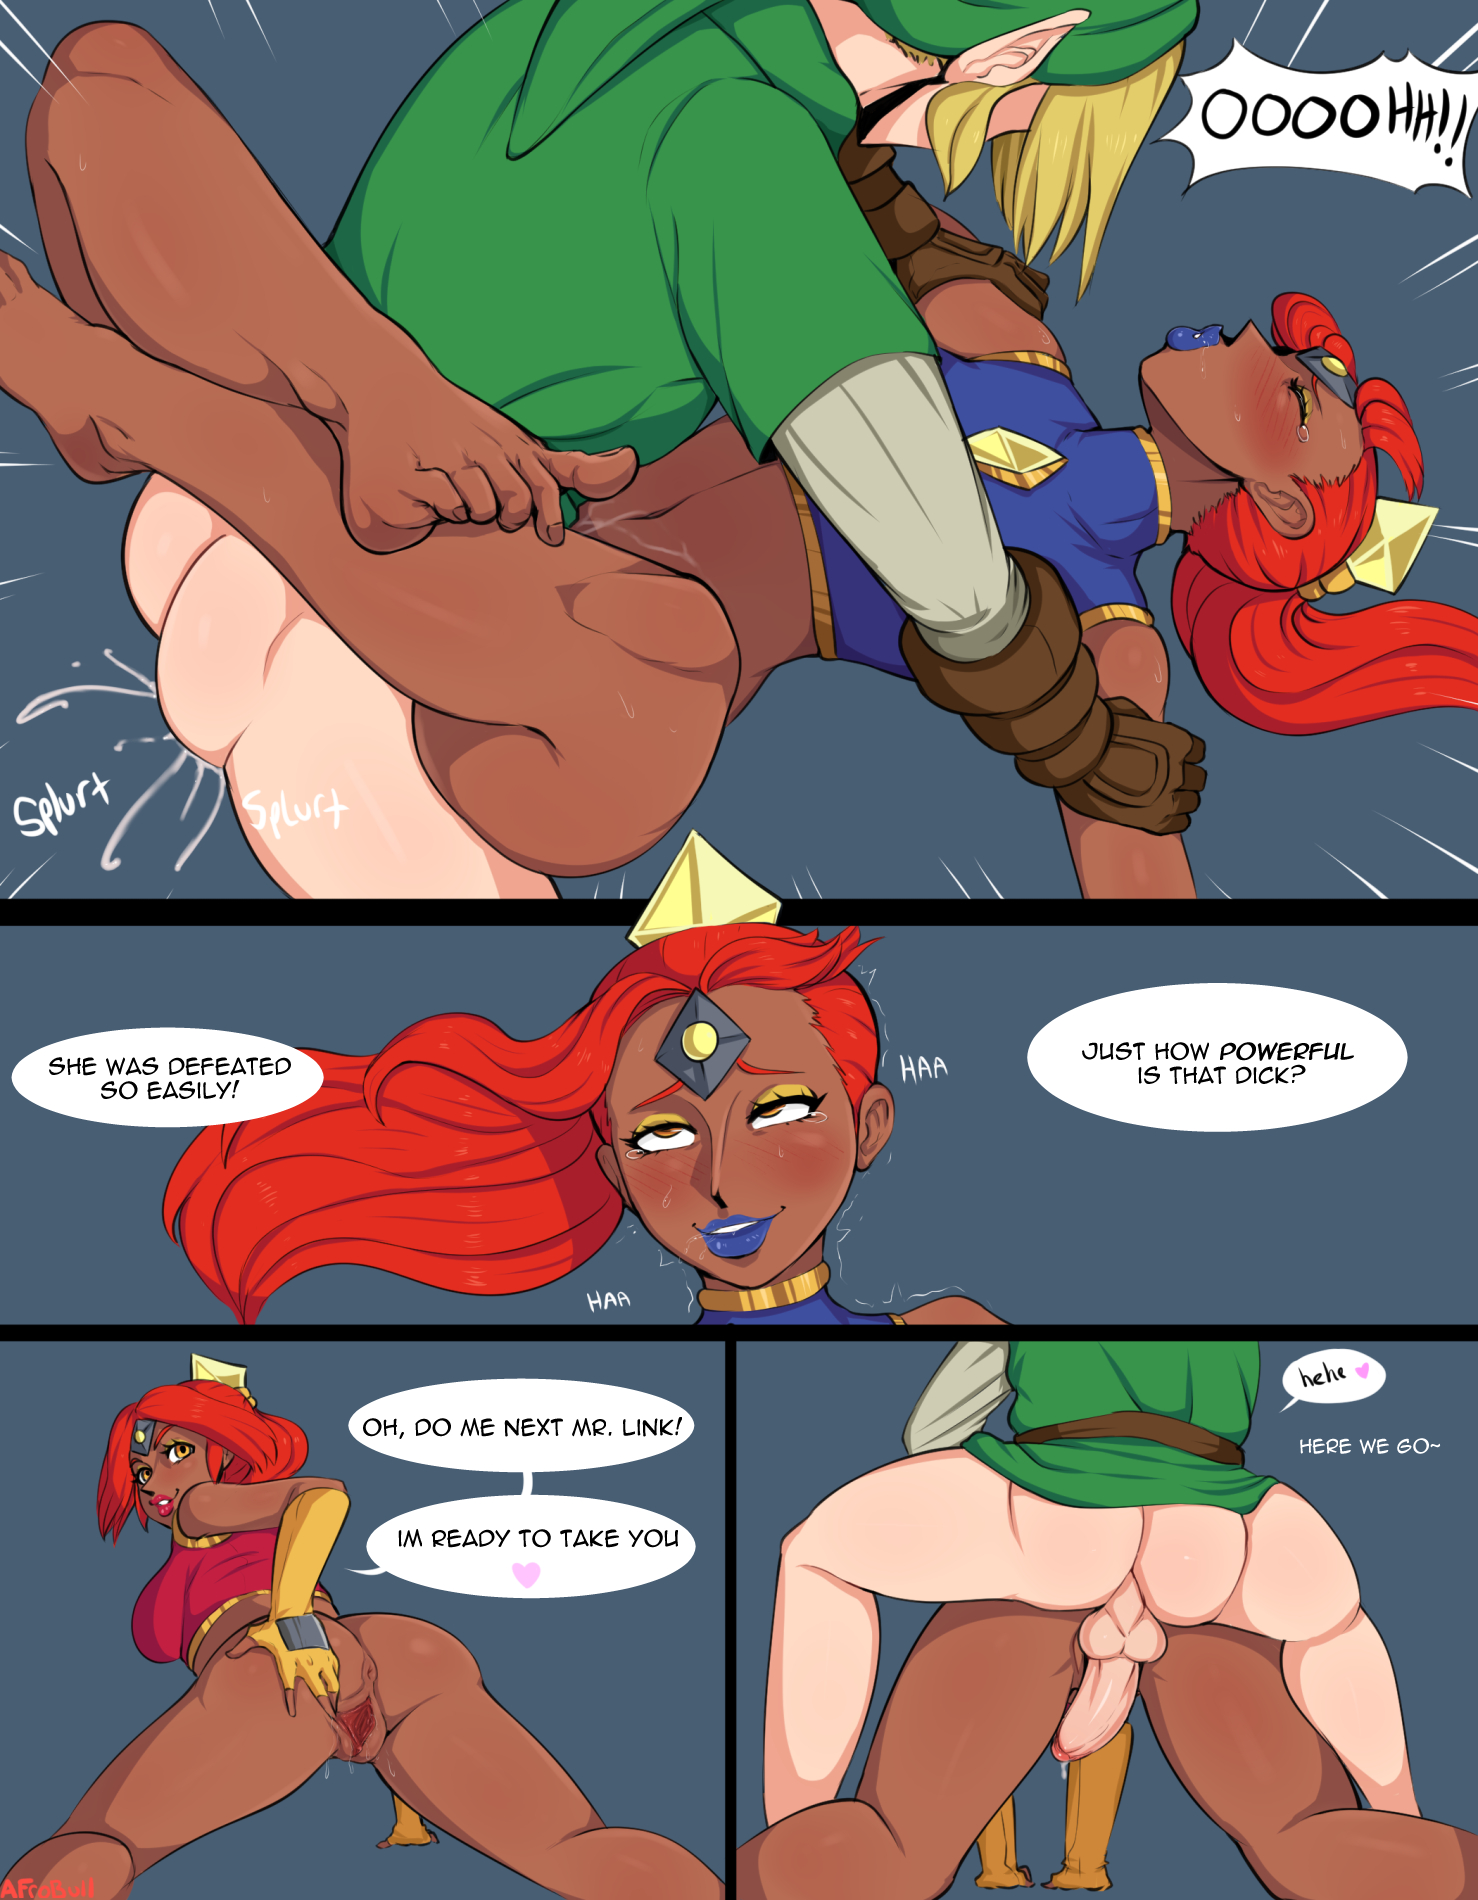 OOOOHH!!
Splurt
Splurt
SHE WAS DEFEATED
SO EASILY!
JUST HOW POWERFUL
IS THAT DICK?
HAA
HAA
OH, DO ME NEXT MR. LINK!
IM READY TO TAKE YOU
hehe
HERE WE GO~
AFroBull